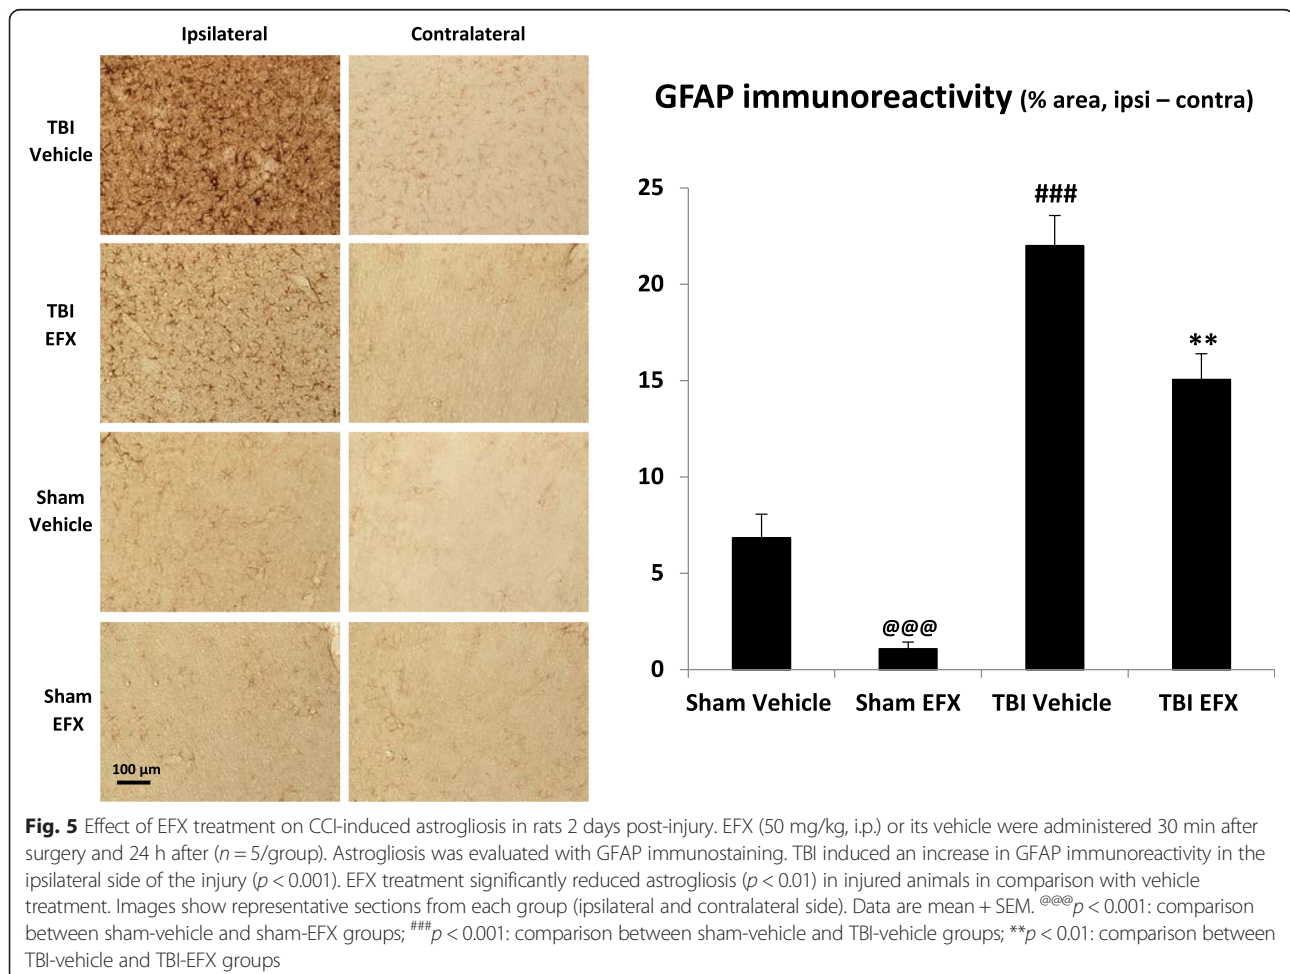 Ipsilateral Contralateral
TBI
Vehicle
TBI
EFX
Sham
Vehicle
Sham
EFX
100 µm
GFAP immunoreactivity (% area, ipsi – contra)
25
20
15
10
5
0
###
**
@@@
Sham Vehicle Sham EFX TBI Vehicle TBI EFX
Fig. 5 Effect of EFX treatment on CCI-induced astrogliosis in rats 2 days post-injury. EFX (50 mg/kg, i.p.) or its vehicle were administered 30 min after
surgery and 24 h after (n = 5/group). Astrogliosis was evaluated with GFAP immunostaining. TBI induced an increase in GFAP immunoreactivity in the
ipsilateral side of the injury (p < 0.001). EFX treatment significantly reduced astrogliosis (p < 0.01) in injured animals in comparison with vehicle
treatment. Images show representative sections from each group (ipsilateral and contralateral side). Data are mean + SEM. @@@p < 0.001: comparison
between sham-vehicle and sham-EFX groups; ###p < 0.001: comparison between sham-vehicle and TBI-vehicle groups; **p < 0.01: comparison between
TBI-vehicle and TBI-EFX groups